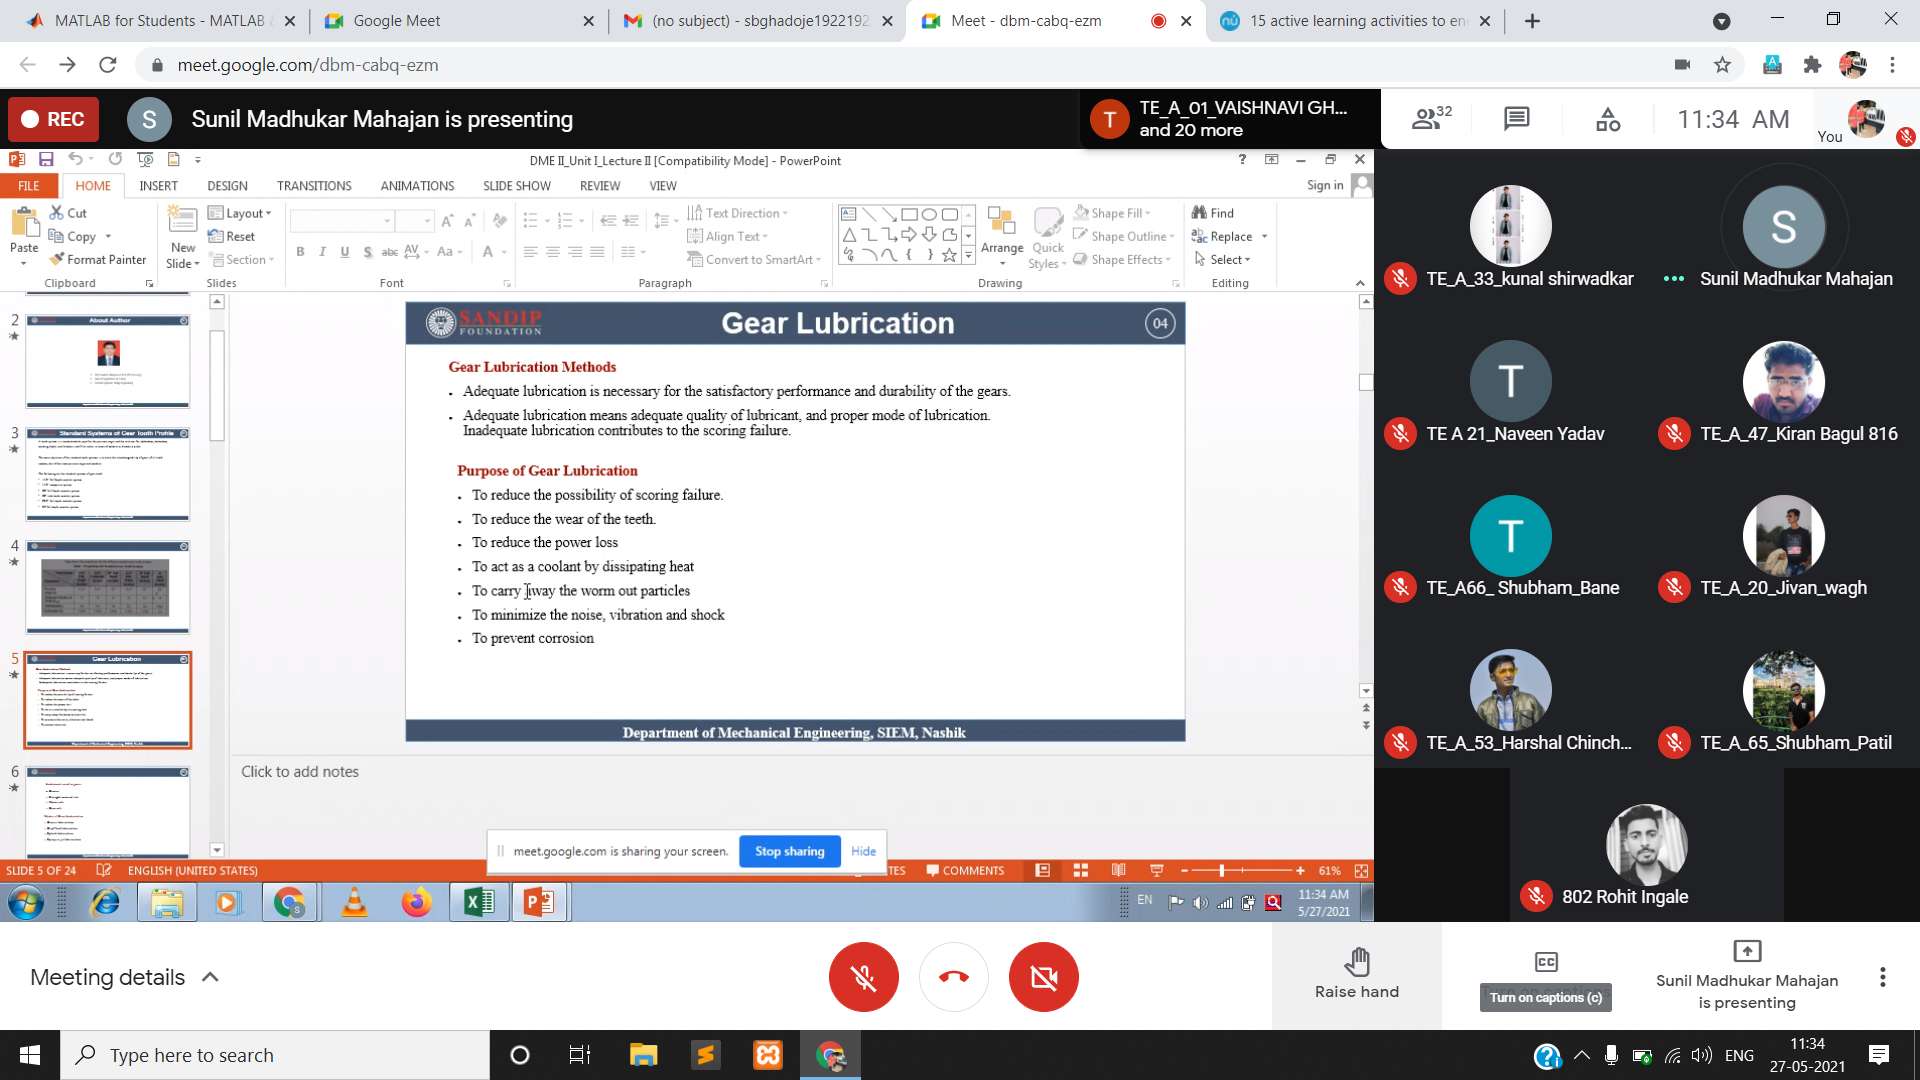 MATLAB for Students - MATLAB &
Google Meet
(no subject) - sbghadoje1922192
Meet - dbm-cabq-ezm
15 active learning activities to en
meet.google.com/dbm-cabq-ezm
REC
S
Sunil Madhukar Mahajan is presenting
T
TE_A_01_VAISHNAVI GH...
and 20 more
32
11:34 AM
You
DME II_Unit I_Lecture II [Compatibility Mode] - PowerPoint
FILE
HOME
INSERT
DESIGN
TRANSITIONS
ANIMATIONS
SLIDE SHOW
REVIEW
VIEW
Sign in
Paste
Cut
Copy
Format Painter
Clipboard
New
Slide
Layout
Reset
Section
Slides
Font
Text Direction
Align Text
Convert to SmartArt
Paragraph
Arrange
Quick
Styles
Shape Fill
Shape Outline
Shape Effects
Drawing
Find
Replace
Select
Editing
2
About Author
3
Standard Systems of Gear Tooth Profile
4
5
Gear Lubrication
6
SANDIP
FOUNDATION
Gear Lubrication
04
Gear Lubrication Methods
• Adequate lubrication is necessary for the satisfactory performance and durability of the gears.
• Adequate lubrication means adequate quality of lubricant, and proper mode of lubrication.
Inadequate lubrication contributes to the scoring failure.
Purpose of Gear Lubrication
• To reduce the possibility of scoring failure.
• To reduce the wear of the teeth.
• To reduce the power loss
• To act as a coolant by dissipating heat
• To carry away the worm out particles
• To minimize the noise, vibration and shock
• To prevent corrosion
Department of Mechanical Engineering, SIEM, Nashik
Click to add notes
meet.google.com is sharing your screen.
Stop sharing
Hide
SLIDE 5 OF 24
ENGLISH (UNITED STATES)
COMMENTS
61%
EN
11:34 AM
5/27/2021
TE_A_33_kunal shirwadkar
S
Sunil Madhukar Mahajan
T
TE A 21_Naveen Yadav
TE_A_47_Kiran Bagul 816
T
TE_A66_ Shubham_Bane
TE_A_20_Jivan_wagh
TE_A_53_Harshal Chinch...
TE_A_65_Shubham_Patil
802 Rohit Ingale
Meeting details
Raise hand
Turn on captions (c)
Sunil Madhukar Mahajan
is presenting
Type here to search
ENG
11:34
27-05-2021